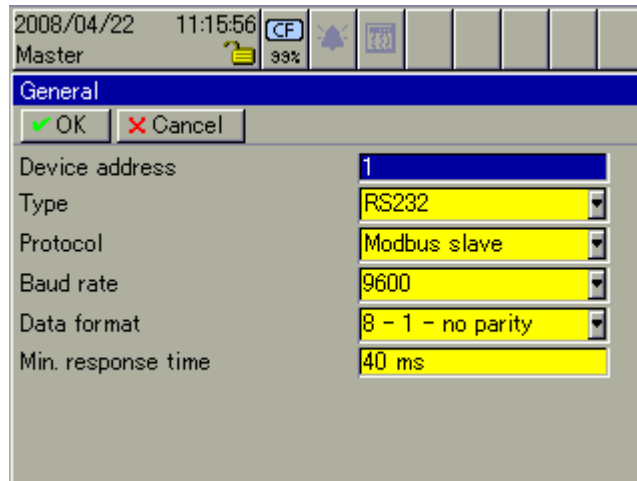 2008/04/22 11:15:56 CF
Master 99%
General
OK Cancel
Device address 1
Type RS232
Protocol Modbus slave
Baud rate 9600
Data format 8 - 1 - no parity
Min. response time 40 ms